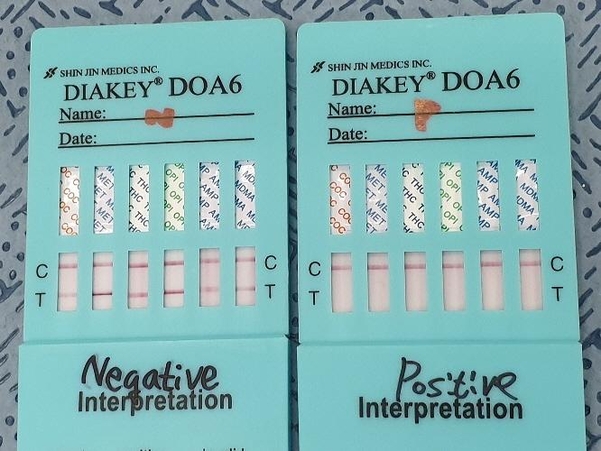 SHIN JIN MEDICS INC.
DIAKEY® DOA6
Name:
Date:
COC MET THC OPI AMP MDMA
C C
T T
Negative
Interpretation
SHIN JIN MEDICS INC.
DIAKEY® DOA6
Name:
Date:
COC MET THC OPI AMP MDMA
C C
T T
Positive
Interpretation